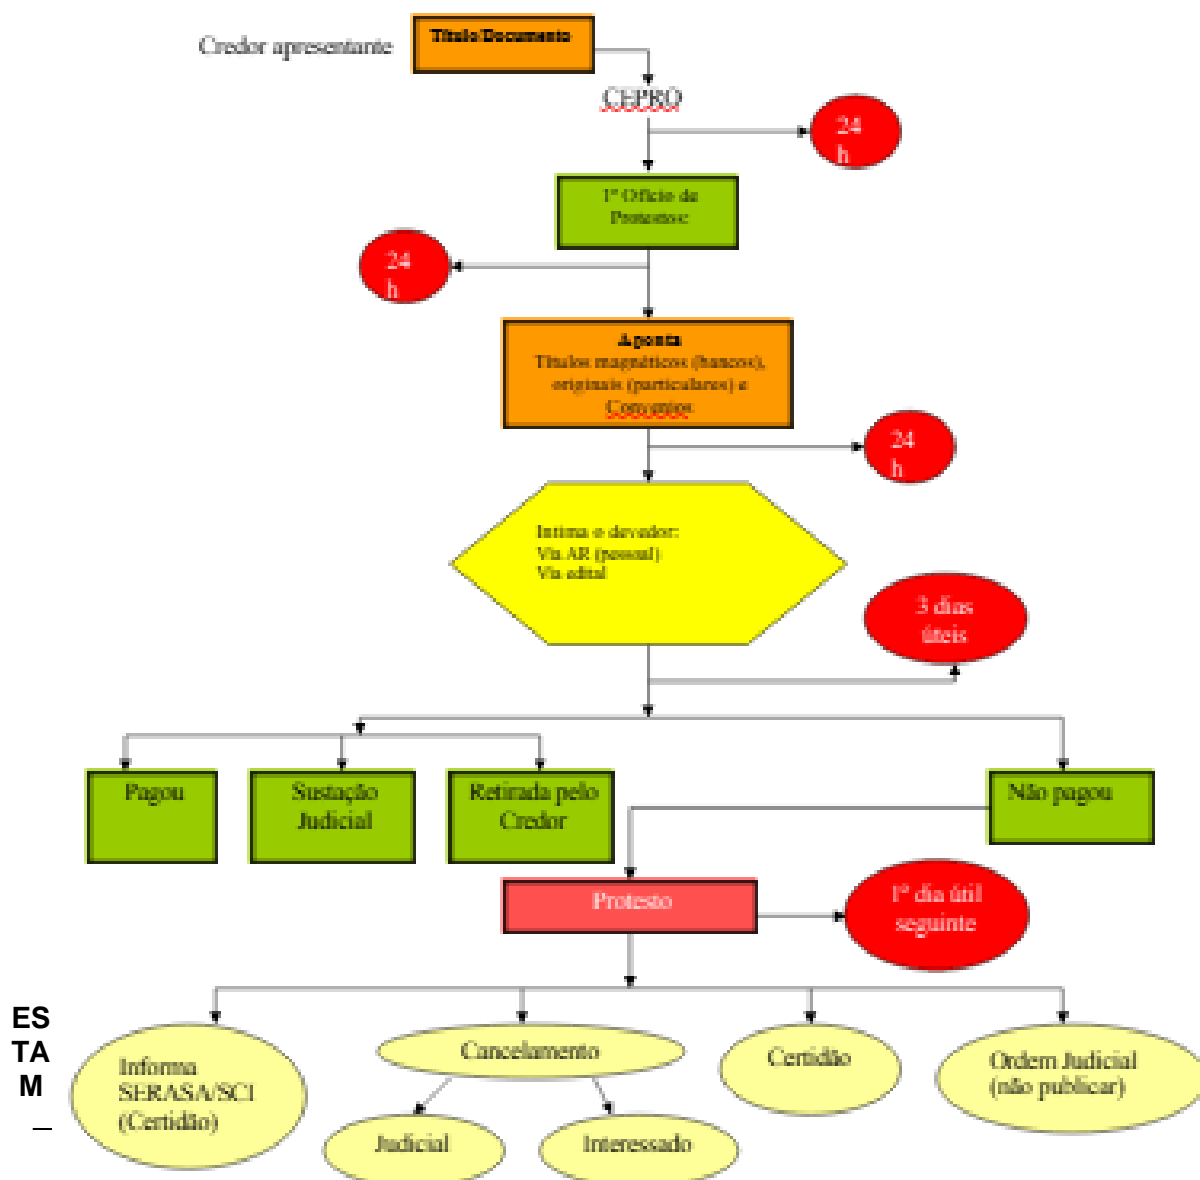 Credor apresentante
Título/Documento
CEPRO
24
h
1º Ofício de
Protestos:
24
h
Aponta
Títulos magnéticos (bancos),
originais (particulares) e
Convenios
24
h
Intima o devedor:
Via AR (pessoal)
Via edital
3 dias
úteis
Pagou
Sustação
Judicial
Retirada pelo
Credor
Não pagou
Protesto
1º dia útil
seguinte
ES
TA
M
_
Informa
SERASA/SCI
(Certidão)
Cancelamento
Certidão
Ordem Judicial
(não publicar)
Judicial
Interessado